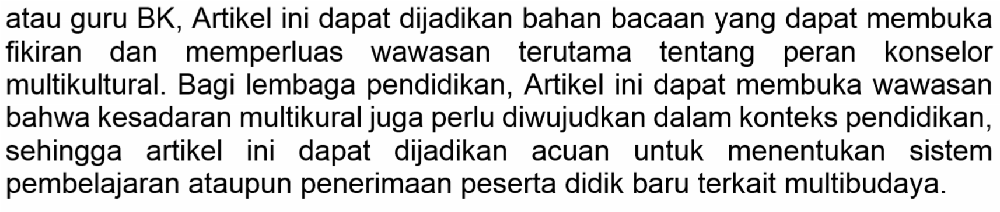 atau guru BK, Artikel ini dapat dijadikan bahan bacaan yang dapat membuka
fikiran dan memperluas wawasan terutama tentang peran konselor
multikultural. Bagi lembaga pendidikan, Artikel ini dapat membuka wawasan
bahwa kesadaran multikural juga perlu diwujudkan dalam konteks pendidikan,
sehingga artikel ini dapat dijadikan acuan untuk menentukan sistem
pembelajaran ataupun penerimaan peserta didik baru terkait multibudaya.